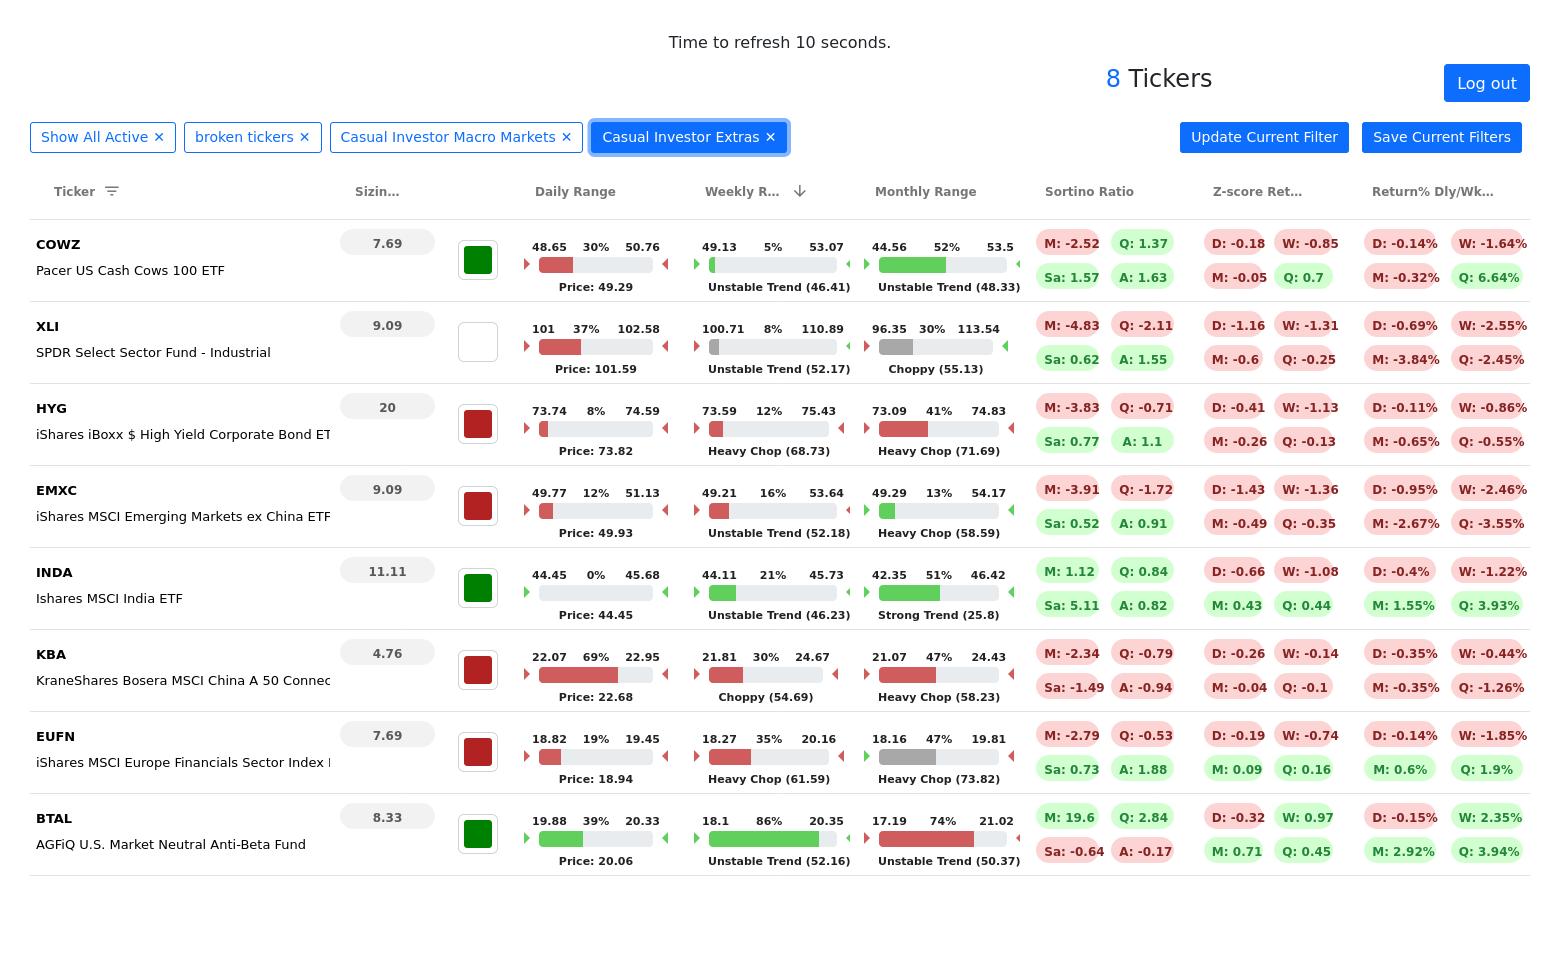 Time to refresh 10 seconds.
8 Tickers
Log out
Show All Active ✕ broken tickers ✕ Casual Investor Macro Markets ✕ Casual Investor Extras ✕ Update Current Filter Save Current Filters
Ticker Sizin... Daily Range Weekly R... Monthly Range Sortino Ratio Z-score Ret... Return% Dly/Wk...
COWZ 7.69 48.65 30% 50.76 49.13 5% 53.07 44.56 52% 53.5 M: -2.52 Q: 1.37 D: -0.18 W: -0.85 D: -0.14% W: -1.64%
Pacer US Cash Cows 100 ETF Price: 49.29 Unstable Trend (46.41) Unstable Trend (48.33) Sa: 1.57 A: 1.63 M: -0.05 Q: 0.7 M: -0.32% Q: 6.64%
XLI 9.09 101 37% 102.58 100.71 8% 110.89 96.35 30% 113.54 M: -4.83 Q: -2.11 D: -1.16 W: -1.31 D: -0.69% W: -2.55%
SPDR Select Sector Fund - Industrial Price: 101.59 Unstable Trend (52.17) Choppy (55.13) Sa: 0.62 A: 1.55 M: -0.6 Q: -0.25 M: -3.84% Q: -2.45%
HYG 20 73.74 8% 74.59 73.59 12% 75.43 73.09 41% 74.83 M: -3.83 Q: -0.71 D: -0.41 W: -1.13 D: -0.11% W: -0.86%
iShares iBoxx $ High Yield Corporate Bond ET Price: 73.82 Heavy Chop (68.73) Heavy Chop (71.69) Sa: 0.77 A: 1.1 M: -0.26 Q: -0.13 M: -0.65% Q: -0.55%
EMXC 9.09 49.77 12% 51.13 49.21 16% 53.64 49.29 13% 54.17 M: -3.91 Q: -1.72 D: -1.43 W: -1.36 D: -0.95% W: -2.46%
iShares MSCI Emerging Markets ex China ETF Price: 49.93 Unstable Trend (52.18) Heavy Chop (58.59) Sa: 0.52 A: 0.91 M: -0.49 Q: -0.35 M: -2.67% Q: -3.55%
INDA 11.11 44.45 0% 45.68 44.11 21% 45.73 42.35 51% 46.42 M: 1.12 Q: 0.84 D: -0.66 W: -1.08 D: -0.4% W: -1.22%
Ishares MSCI India ETF Price: 44.45 Unstable Trend (46.23) Strong Trend (25.8) Sa: 5.11 A: 0.82 M: 0.43 Q: 0.44 M: 1.55% Q: 3.93%
KBA 4.76 22.07 69% 22.95 21.81 30% 24.67 21.07 47% 24.43 M: -2.34 Q: -0.79 D: -0.26 W: -0.14 D: -0.35% W: -0.44%
KraneShares Bosera MSCI China A 50 Connec Price: 22.68 Choppy (54.69) Heavy Chop (58.23) Sa: -1.49 A: -0.94 M: -0.04 Q: -0.1 M: -0.35% Q: -1.26%
EUFN 7.69 18.82 19% 19.45 18.27 35% 20.16 18.16 47% 19.81 M: -2.79 Q: -0.53 D: -0.19 W: -0.74 D: -0.14% W: -1.85%
iShares MSCI Europe Financials Sector Index Price: 18.94 Heavy Chop (61.59) Heavy Chop (73.82) Sa: 0.73 A: 1.88 M: 0.09 Q: 0.16 M: 0.6% Q: 1.9%
BTAL 8.33 19.88 39% 20.33 18.1 86% 20.35 17.19 74% 21.02 M: 19.6 Q: 2.84 D: -0.32 W: 0.97 D: -0.15% W: 2.35%
AGFiQ U.S. Market Neutral Anti-Beta Fund Price: 20.06 Unstable Trend (52.16) Unstable Trend (50.37) Sa: -0.64 A: -0.17 M: 0.71 Q: 0.45 M: 2.92% Q: 3.94%